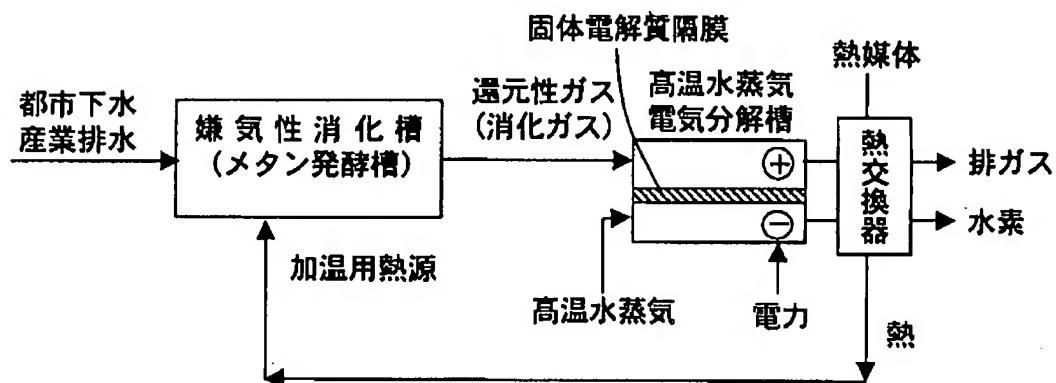 固体電解質隔膜
熱媒体
都市下水
産業排水
嫌気性消化槽
(メタン発酵槽)
還元性ガス
(消化ガス)
高温水蒸気
電気分解槽
+
−
熱交換器
排ガス
水素
加温用熱源
高温水蒸気
電力
熱